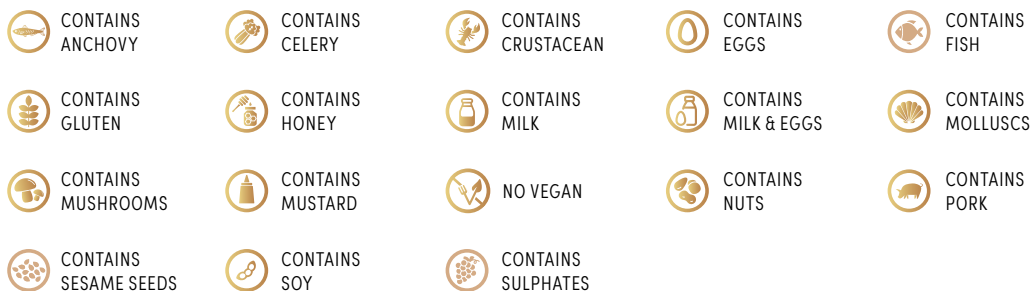 CONTAINS
ANCHOVY
CONTAINS
CELERY
CONTAINS
CRUSTACEAN
CONTAINS
EGGS
CONTAINS
FISH
CONTAINS
GLUTEN
CONTAINS
HONEY
CONTAINS
MILK
CONTAINS
MILK & EGGS
CONTAINS
MOLLUSCS
CONTAINS
MUSHROOMS
CONTAINS
MUSTARD
NO VEGAN
CONTAINS
NUTS
CONTAINS
PORK
CONTAINS
SESAME SEEDS
CONTAINS
SOY
CONTAINS
SULPHATES